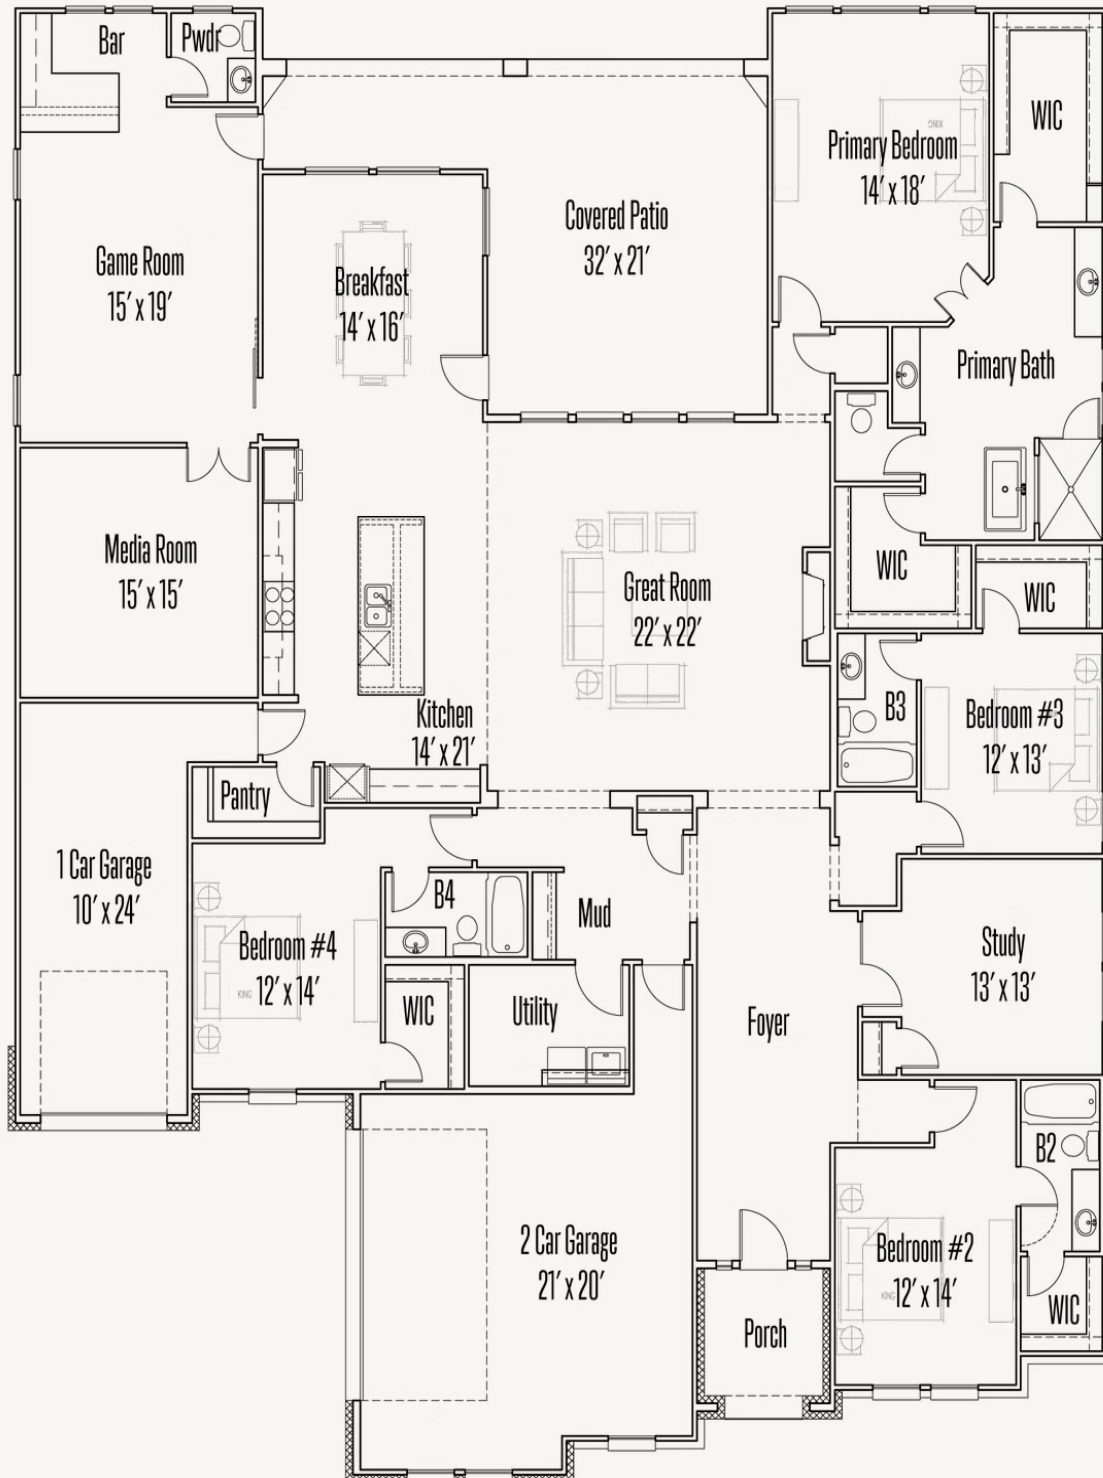 Bar
Pwdr
WIC
Primary Bedroom
14' x 18'
KING
Covered Patio
32' x 21'
Game Room
15' x 19'
Breakfast
14' x 16'
Primary Bath
Media Room
15' x 15'
Great Room
22' x 22'
WIC
WIC
Kitchen
14' x 21'
B3
Bedroom #3
12' x 13'
Pantry
1 Car Garage
10' x 24'
B4
Mud
Bedroom #4
12' x 14'
KING
WIC
Utility
Study
13' x 13'
Foyer
B2
2 Car Garage
21' x 20'
Bedroom #2
12' x 14'
KING
WIC
Porch